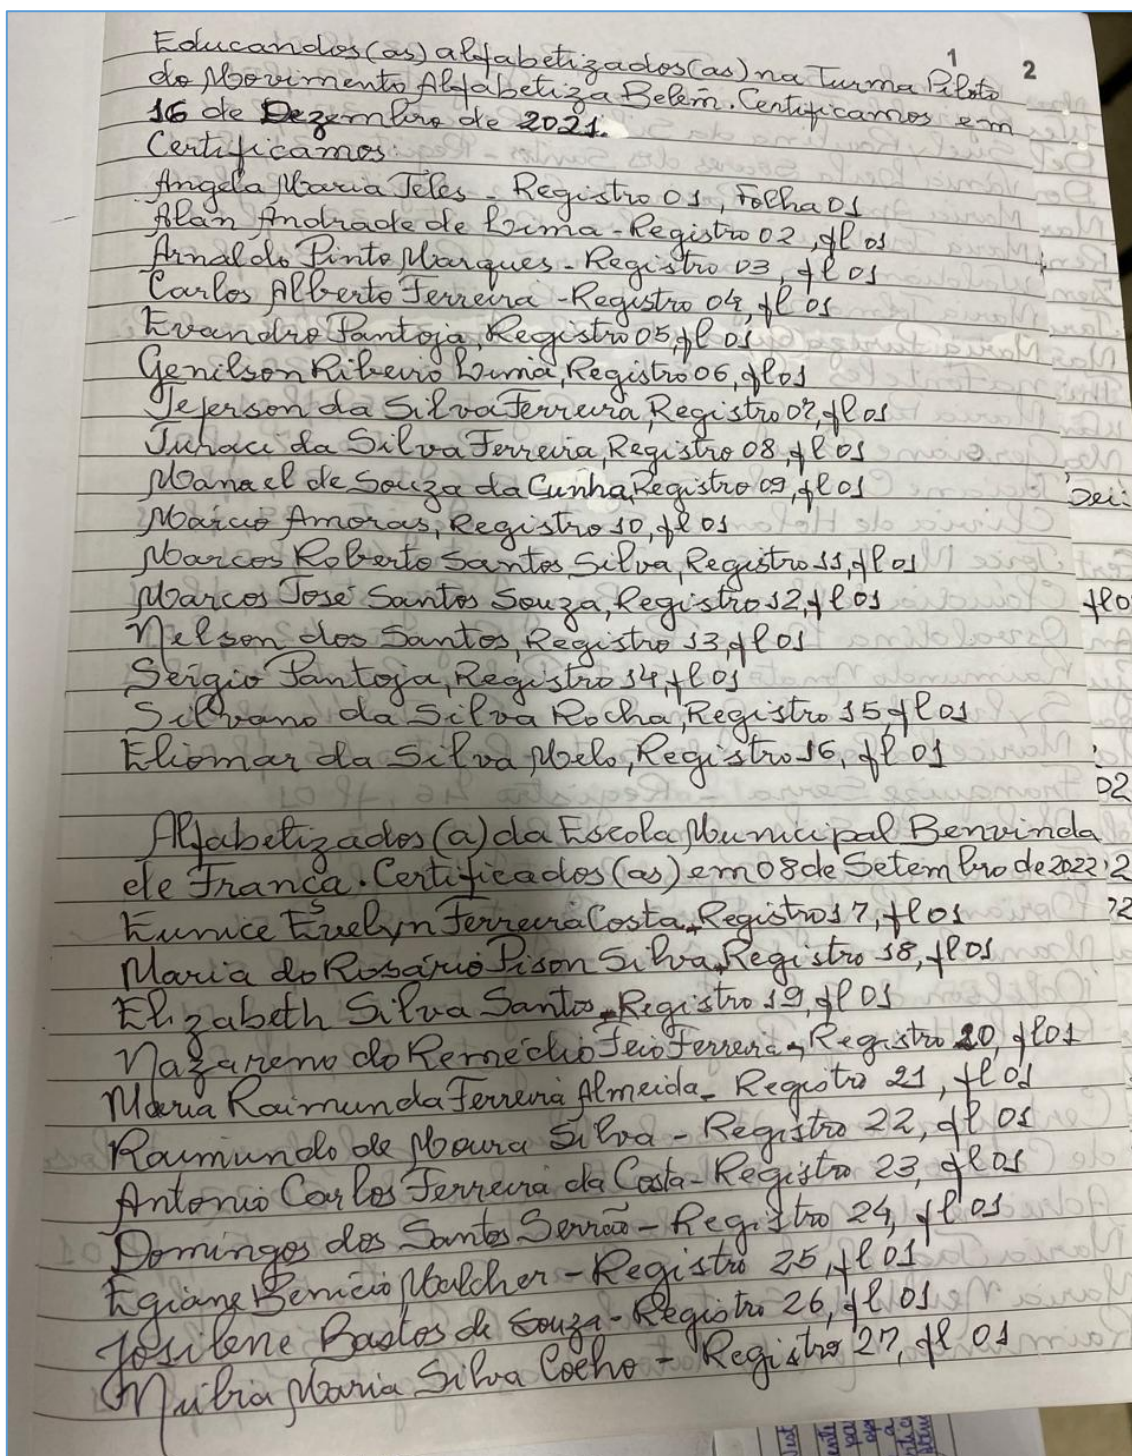 1 2
Educandos(as) alfabetizados(as) na Turma Piloto
do Movimento Alfabetiza Belém. Certificamos em
16 de Dezembro de 2021.
Certificamos:
Angela Maria Teles - Registro 01, Folha 01
Alan Andrade de Lima - Registro 02, fl 01
Arnaldo Pinto Marques - Registro 03, fl 01
Carlos Alberto Ferreira - Registro 04, fl 01
Evandro Pantoja, Registro 05, fl 01
Genilson Ribeiro Lima, Registro 06, fl 01
Jeferson da Silva Ferreira, Registro 07, fl 01
Juraci da Silva Ferreira, Registro 08, fl 01
Manael de Souza da Cunha, Registro 09, fl 01
Marcio Amoras, Registro 10, fl 01
Marcos Roberto Santos Silva, Registro 11, fl 01
Marcos José Santos Souza, Registro 12, fl 01
Nelson dos Santos, Registro 13, fl 01
Sérgio Pantoja, Registro 14, fl 01
Silvano da Silva Rocha, Registro 15, fl 01
Eliomar da Silva Melo, Registro 16, fl 01
Alfabetizados(a) da Escola Municipal Benvinda
de França. Certificados(as) em 08 de Setembro de 2022
Eunice Evelyn Ferreira Costa, Registro 17, fl 01
Maria do Rosário Pison Silva, Registro 18, fl 01
Elizabeth Silva Santos, Registro 19, fl 01
Nazareno do Remédio Feio Ferreira, Registro 20, fl 01
Maria Raimunda Ferreira Almeida - Registro 21, fl 01
Raimundo de Moura Silva - Registro 22, fl 01
Antonio Carlos Ferreira da Costa - Registro 23, fl 01
Domingos dos Santos Serrão - Registro 24, fl 01
Egiane Benício Malcher - Registro 25, fl 01
Josilene Bastos de Souza - Registro 26, fl 01
Nubia Maria Silva Coelho - Registro 27, fl 01